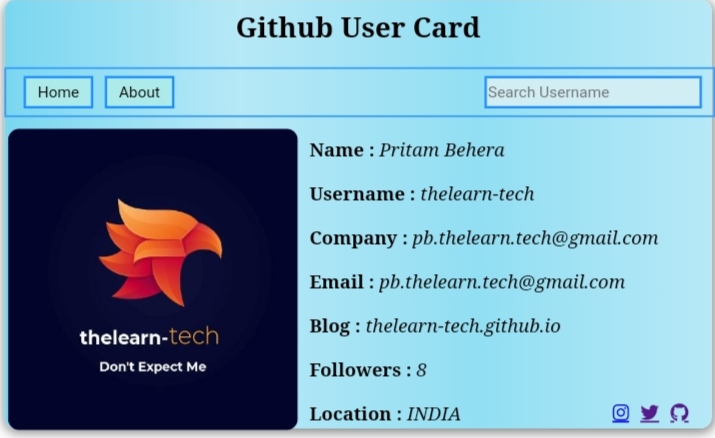 Github User Card
Home About Search Username
Name : Pritam Behera
Username : thelearn-tech
Company : pb.thelearn.tech@gmail.com
Email : pb.thelearn.tech@gmail.com
Blog : thelearn-tech.github.io
Followers : 8
Location : INDIA
thelearn-tech
Don't Expect Me